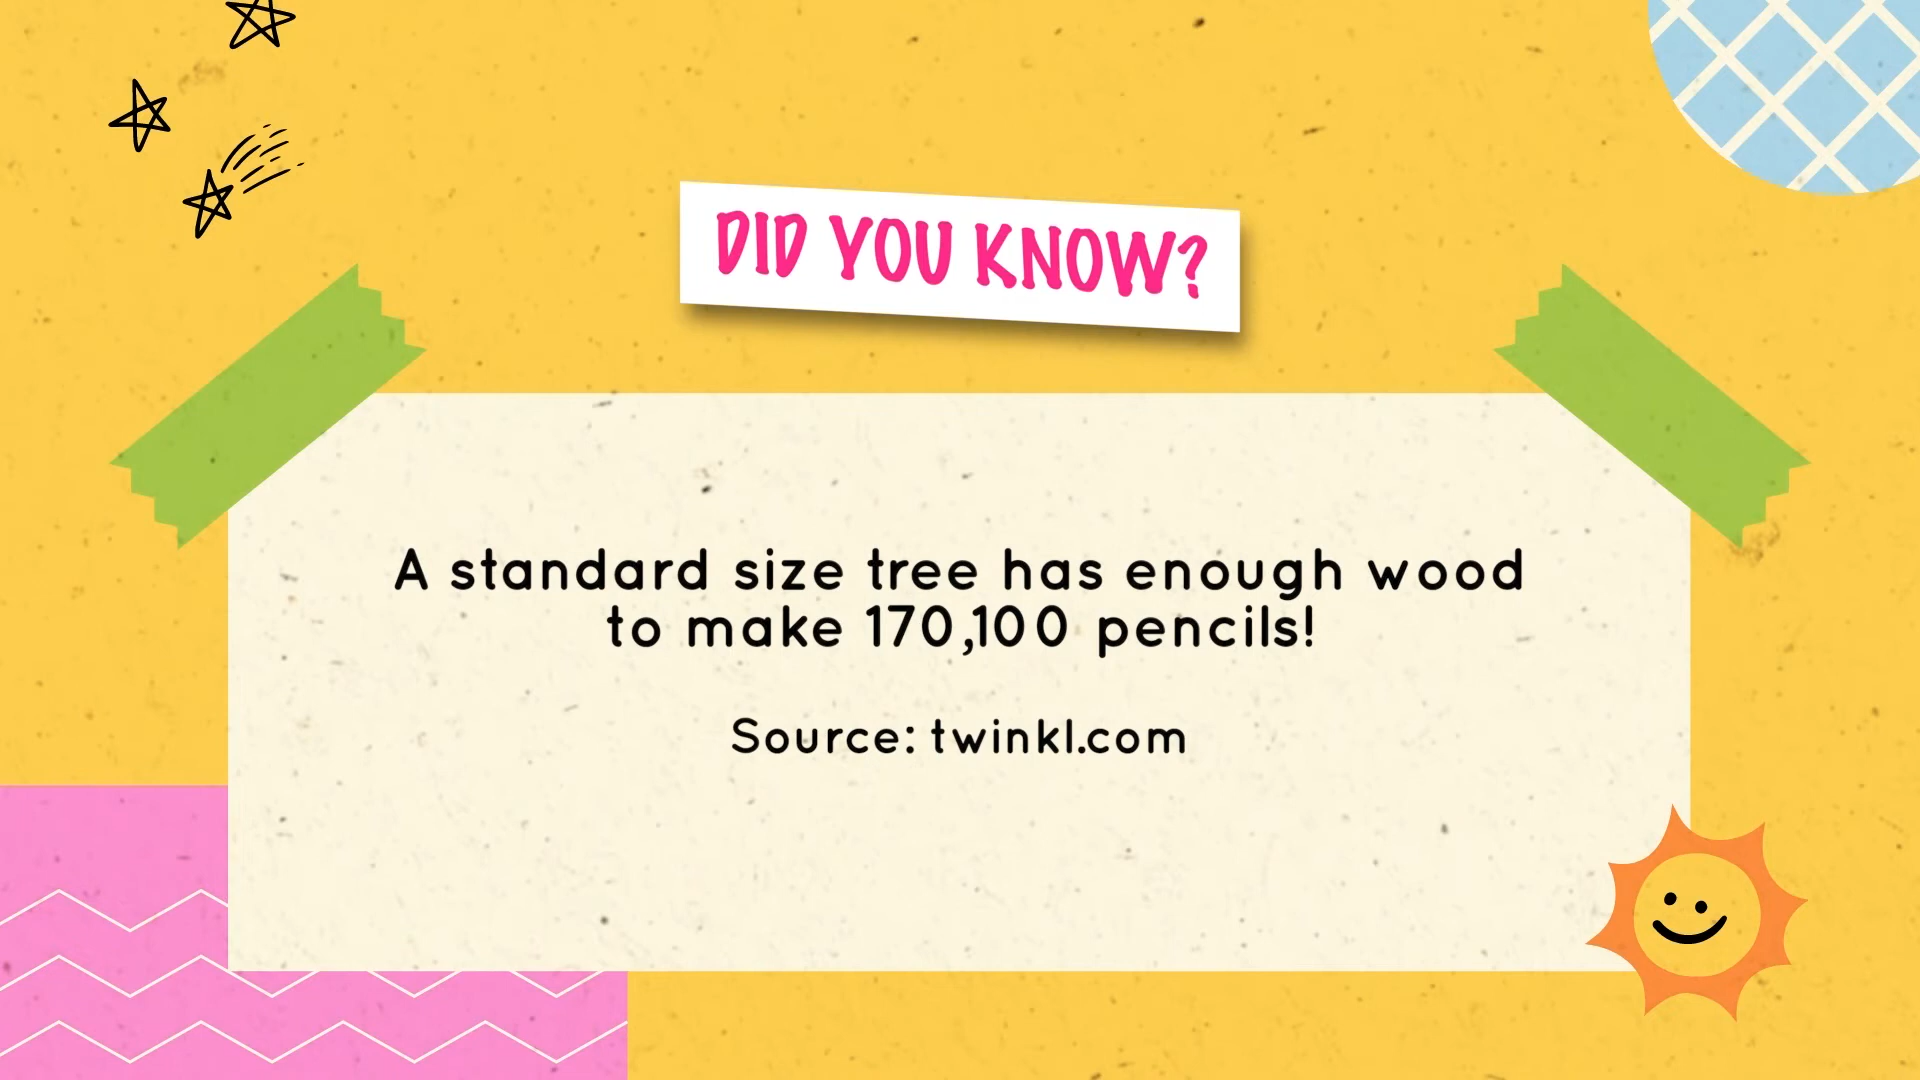 DID YOU KNOW?
A standard size tree has enough wood
to make 170,100 pencils!
Source: twinkl.com